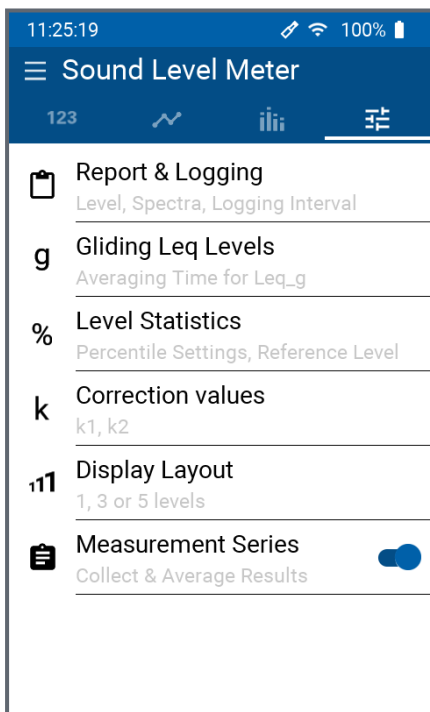 11:25:19 100%
Sound Level Meter
123
Report & Logging
Level, Spectra, Logging Interval
g Gliding Leq Levels
Averaging Time for Leq_g
% Level Statistics
Percentile Settings, Reference Level
k Correction values
k1, k2
111 Display Layout
1, 3 or 5 levels
Measurement Series
Collect & Average Results